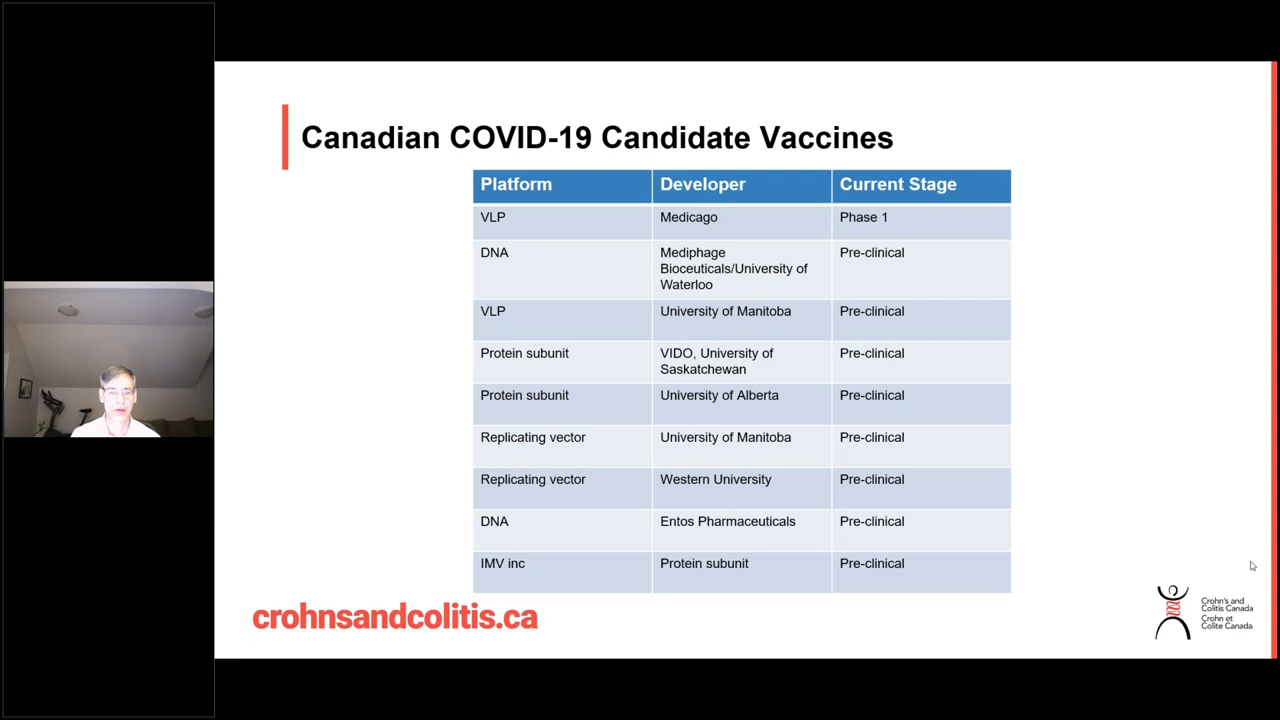 Canadian COVID-19 Candidate Vaccines
Platform Developer Current Stage
VLP Medicago Phase 1
DNA Mediphage Bioceuticals/University of Waterloo Pre-clinical
VLP University of Manitoba Pre-clinical
Protein subunit VIDO, University of Saskatchewan Pre-clinical
Protein subunit University of Alberta Pre-clinical
Replicating vector University of Manitoba Pre-clinical
Replicating vector Western University Pre-clinical
DNA Entos Pharmaceuticals Pre-clinical
IMV inc Protein subunit Pre-clinical
crohnsandcolitis.ca
Crohn's and
Colitis Canada
Crohn et
Colite Canada